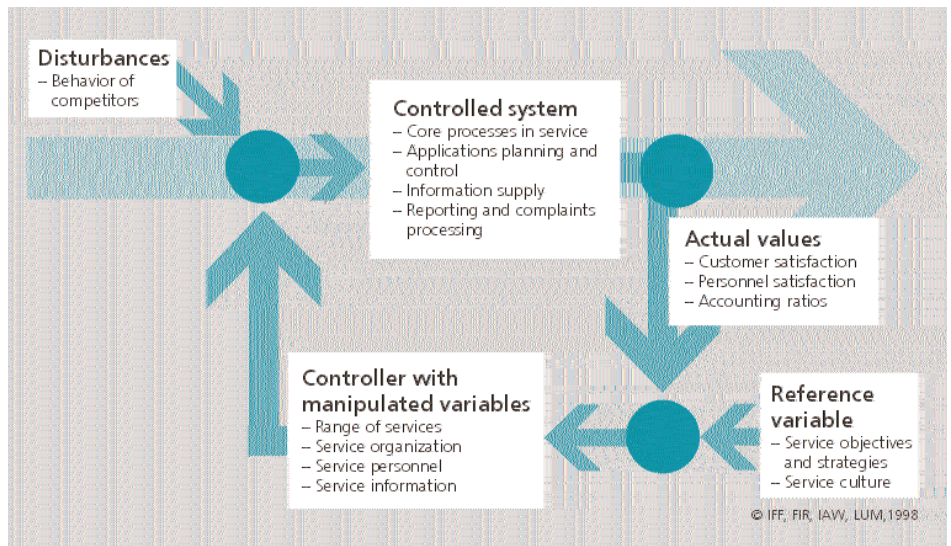 Disturbances
– Behavior of
competitors
Controlled system
– Core processes in service
– Applications planning and
control
– Information supply
– Reporting and complaints
processing
Actual values
– Customer satisfaction
– Personnel satisfaction
– Accounting ratios
Controller with
manipulated variables
– Range of services
– Service organization
– Service personnel
– Service information
Reference
variable
– Service objectives
and strategies
– Service culture
© IFF, FIR, IAW, LUM,1998